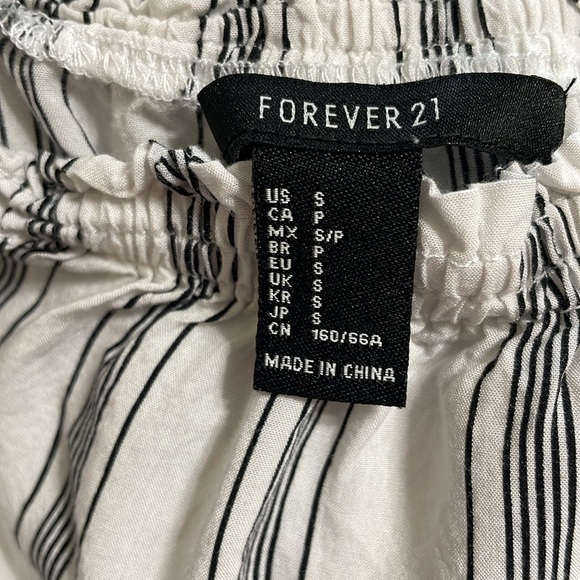 FOREVER 21
US S
CA P
MX S/P
BR P
EU S
UK S
KR S
JP S
CN 160/66A
MADE IN CHINA